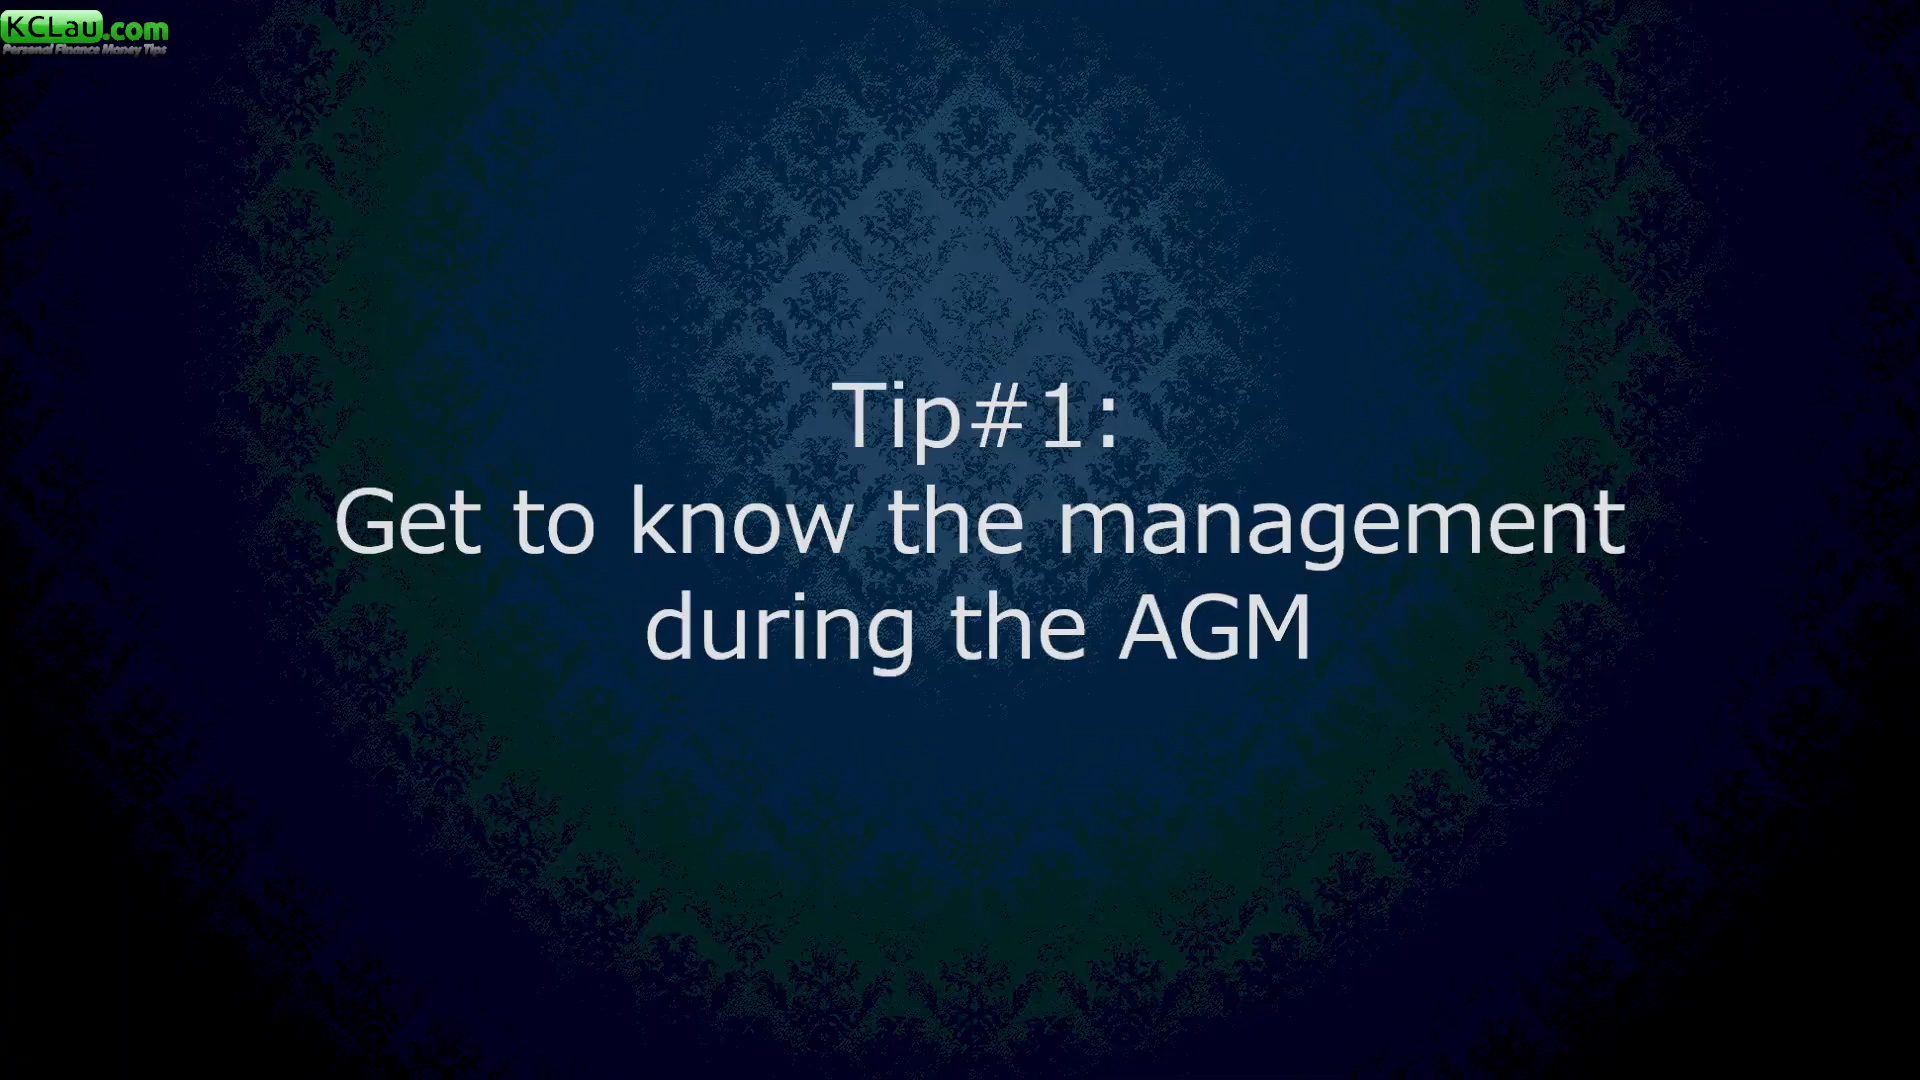 KCLau.com
Personal Finance Money Tips
Tip#1:
Get to know the management
during the AGM